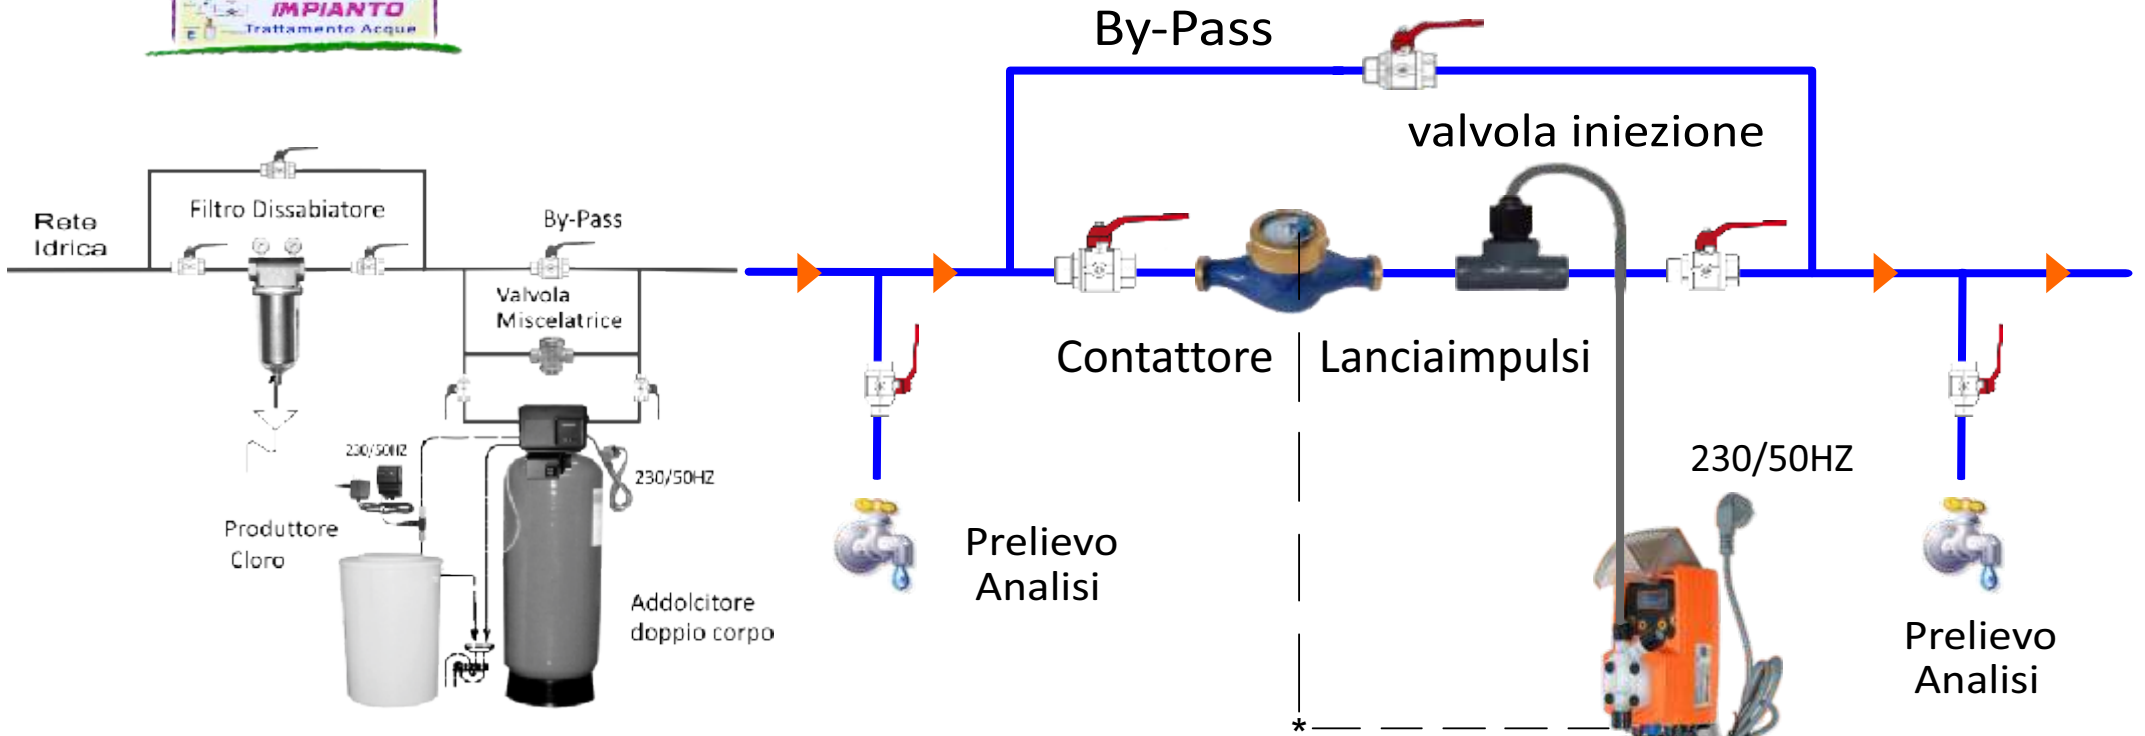 IMPIANTO
Trattamento Acque
E
By-Pass
valvola iniezione
Rete
Idrica
Filtro Dissabiatore
By-Pass
Valvola
Miscelatrice
Contattore
Lanciaimpulsi
230/50HZ
230/50HZ
230/50HZ
Produttore
Cloro
Addolcitore
doppio corpo
Prelievo
Analisi
Prelievo
Analisi
*